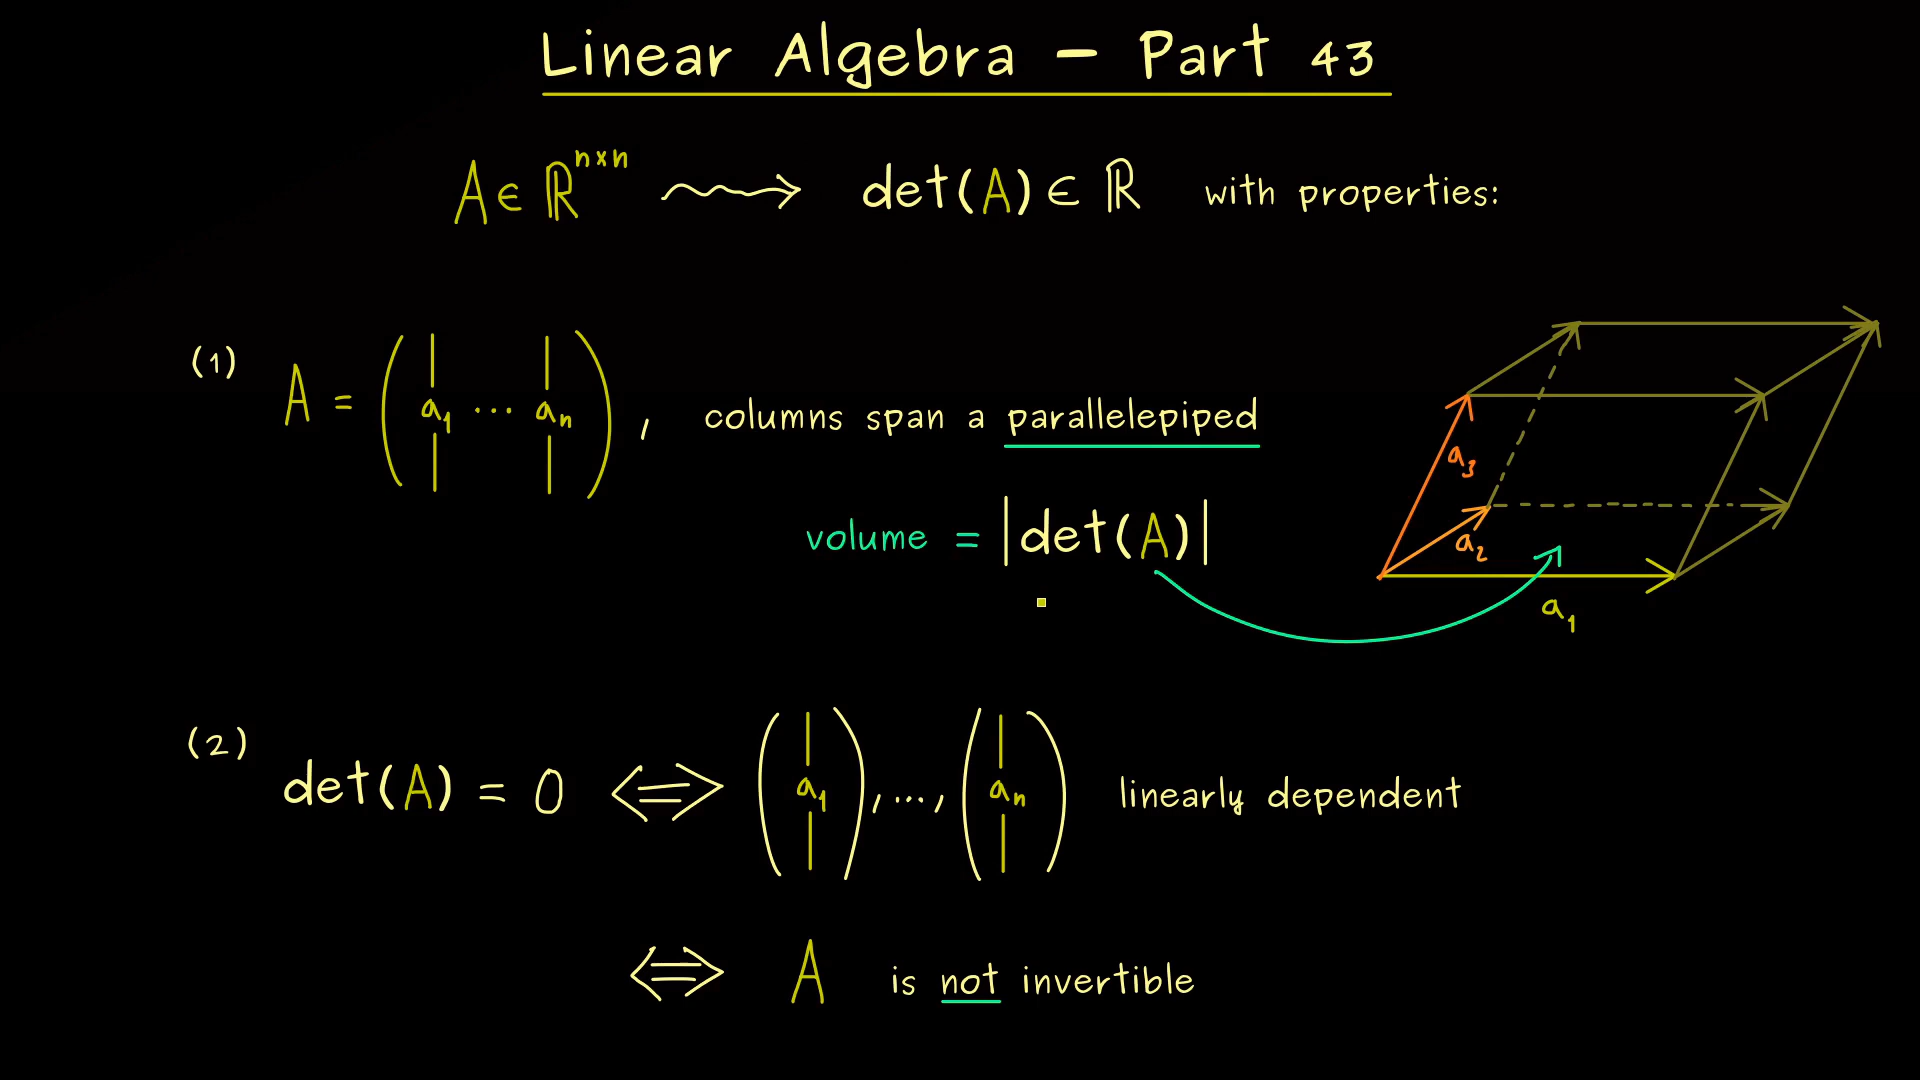 Linear Algebra – Part 43
A ∈ ℝⁿˣⁿ ⇝ det(A) ∈ ℝ with properties:
(1) A = ( a₁ ⋯ aₙ ) , columns span a parallelepiped
volume = |det(A)|
a₃
a₂
a₁
(2) det(A) = 0 ⟺ ( a₁ ) , … , ( aₙ ) linearly dependent
⟺ A is not invertible